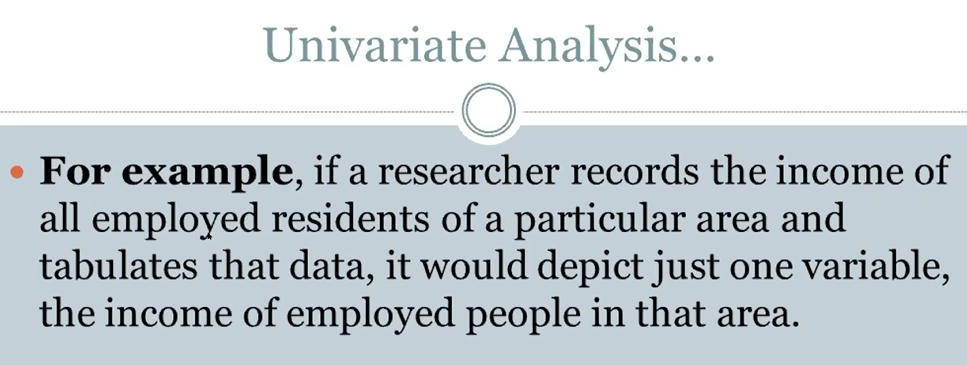 Univariate Analysis...
• For example, if a researcher records the income of
all employed residents of a particular area and
tabulates that data, it would depict just one variable,
the income of employed people in that area.